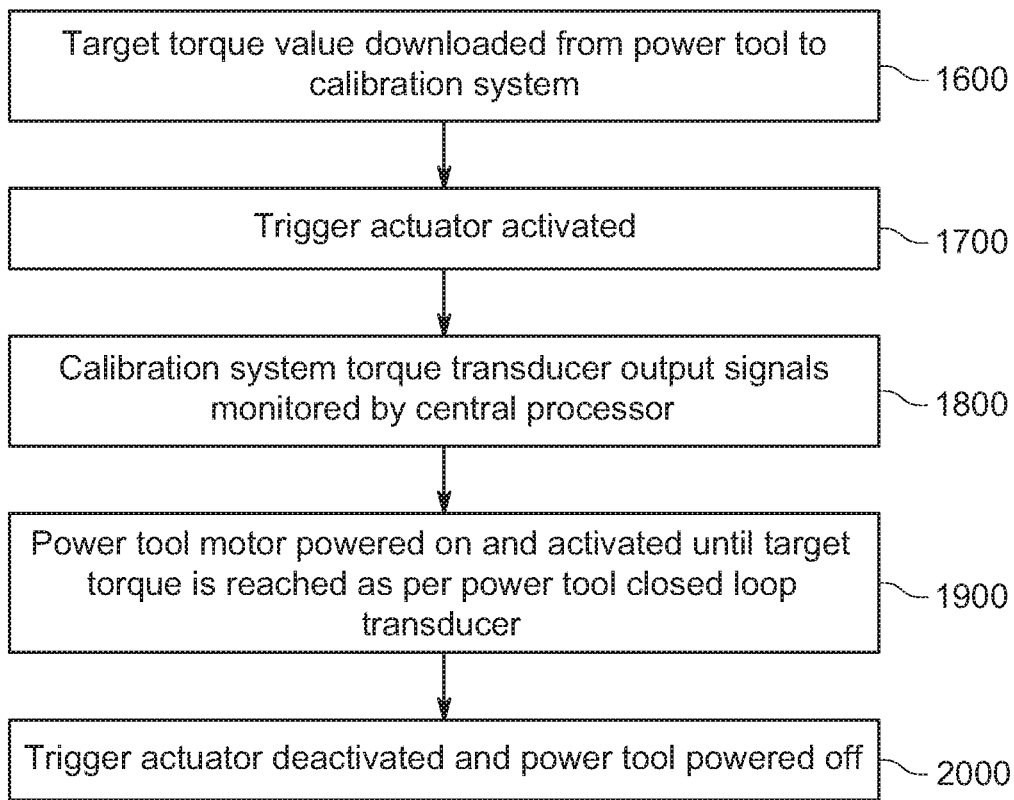 Target torque value downloaded from power tool to
calibration system
1600
Trigger actuator activated
1700
Calibration system torque transducer output signals
monitored by central processor
1800
Power tool motor powered on and activated until target
torque is reached as per power tool closed loop
transducer
1900
Trigger actuator deactivated and power tool powered off
2000